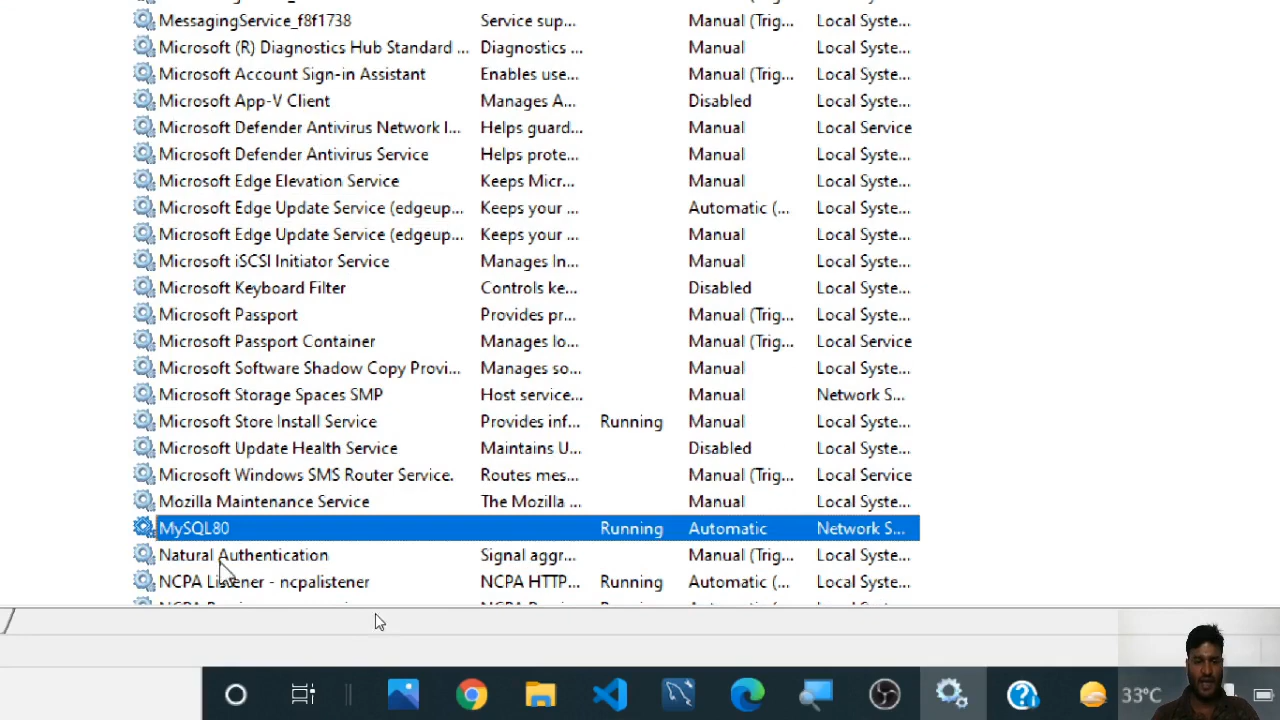 MessagingService_f8f1738 Service sup... Manual (Trig... Local Syste...
Microsoft (R) Diagnostics Hub Standard ... Diagnostics ... Manual Local Syste...
Microsoft Account Sign-in Assistant Enables use... Manual (Trig... Local Syste...
Microsoft App-V Client Manages A... Disabled Local Syste...
Microsoft Defender Antivirus Network I... Helps guard... Manual Local Service
Microsoft Defender Antivirus Service Helps prote... Manual Local Syste...
Microsoft Edge Elevation Service Keeps Micr... Manual Local Syste...
Microsoft Edge Update Service (edgeup... Keeps your ... Automatic (... Local Syste...
Microsoft Edge Update Service (edgeup... Keeps your ... Manual Local Syste...
Microsoft iSCSI Initiator Service Manages In... Manual Local Syste...
Microsoft Keyboard Filter Controls ke... Disabled Local Syste...
Microsoft Passport Provides pr... Manual (Trig... Local Syste...
Microsoft Passport Container Manages lo... Manual (Trig... Local Service
Microsoft Software Shadow Copy Provi... Manages so... Manual Local Syste...
Microsoft Storage Spaces SMP Host service... Manual Network S...
Microsoft Store Install Service Provides inf... Running Manual Local Syste...
Microsoft Update Health Service Maintains U... Disabled Local Syste...
Microsoft Windows SMS Router Service. Routes mes... Manual (Trig... Local Service
Mozilla Maintenance Service The Mozilla ... Manual Local Syste...
MySQL80 Running Automatic Network S...
Natural Authentication Signal aggr... Manual (Trig... Local Syste...
NCPA Listener - ncpalistener NCPA HTTP... Running Automatic (... Local Syste...
33°C